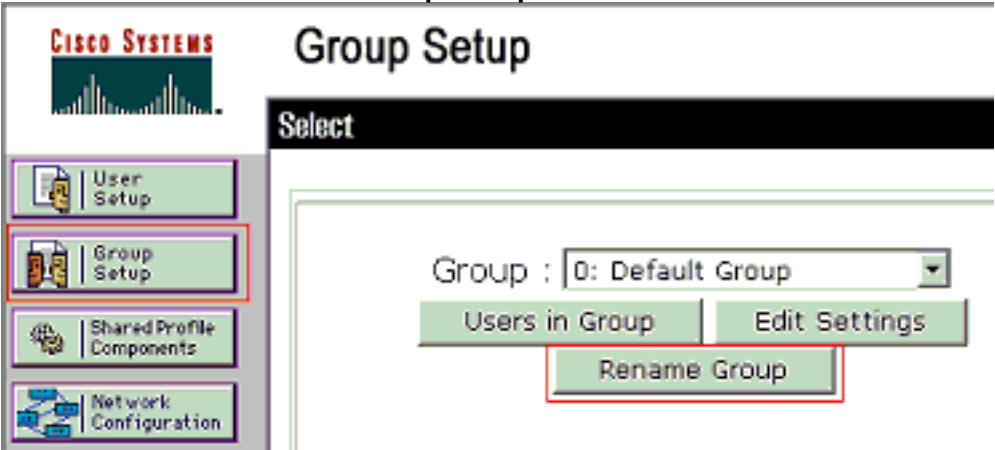 CISCO SYSTEMS
Group Setup
Select
User
Setup
Group
Setup
Shared Profile
Components
Network
Configuration
Group : 0: Default Group
Users in Group
Edit Settings
Rename Group